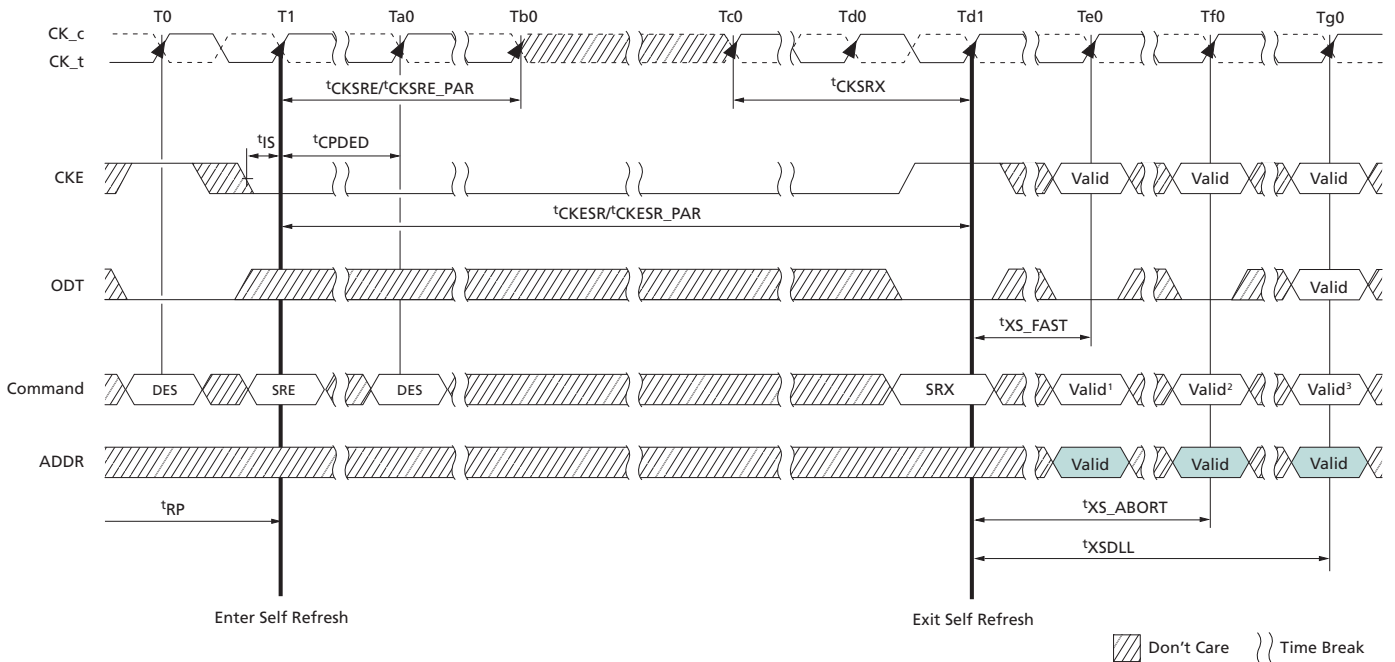 T0 T1 Ta0 Tb0 Tc0 Td0 Td1 Te0 Tf0 Tg0
CK_c
CK_t
tCKSRE/tCKSRE_PAR tCKSRX
tIS tCPDED
CKE Valid Valid Valid
tCKESR/tCKESR_PAR
ODT Valid
tXS_FAST
Command DES SRE DES SRX Valid1 Valid2 Valid3
ADDR Valid Valid Valid
tRP tXS_ABORT
tXSDLL
Enter Self Refresh Exit Self Refresh
Don't Care Time Break